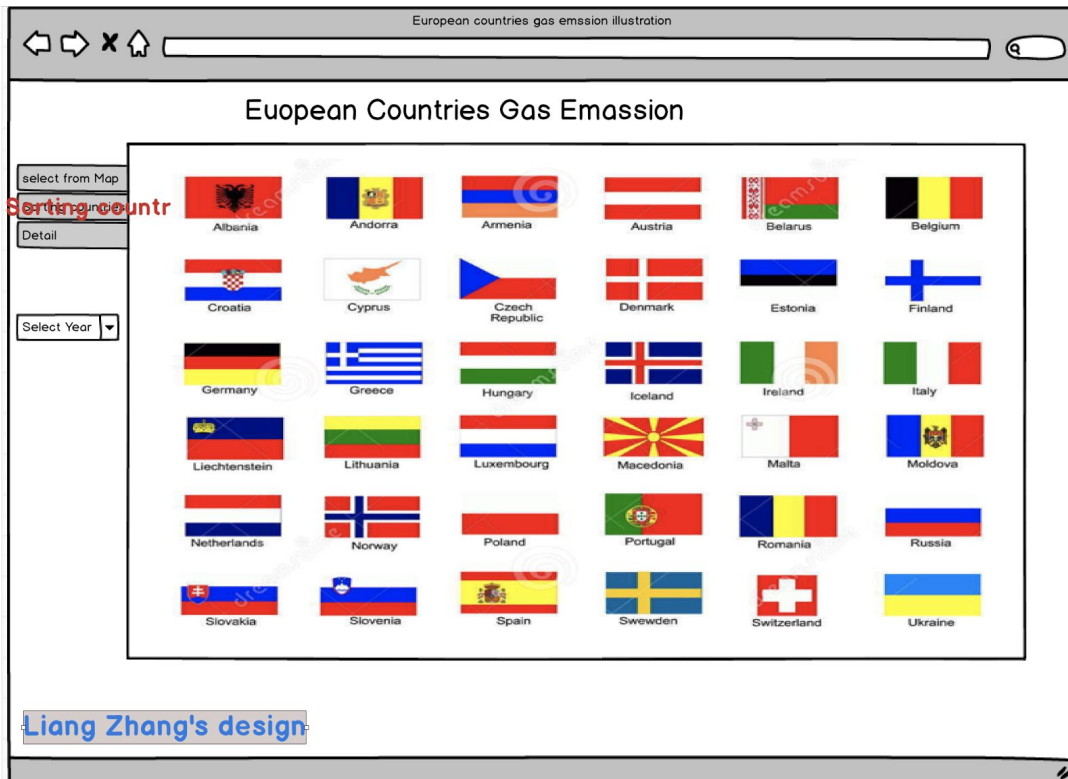 European countries gas emssion illustration
Euopean Countries Gas Emassion
select from Map
Sorting countr
Detail
Select Year
Albania Andorra Armenia Austria Belarus Belgium
Croatia Cyprus Czech Republic Denmark Estonia Finland
Germany Greece Hungary Iceland Ireland Italy
Liechtenstein Lithuania Luxembourg Macedonia Malta Moldova
Netherlands Norway Poland Portugal Romania Russia
Slovakia Slovenia Spain Swewden Switzerland Ukraine
Liang Zhang's design